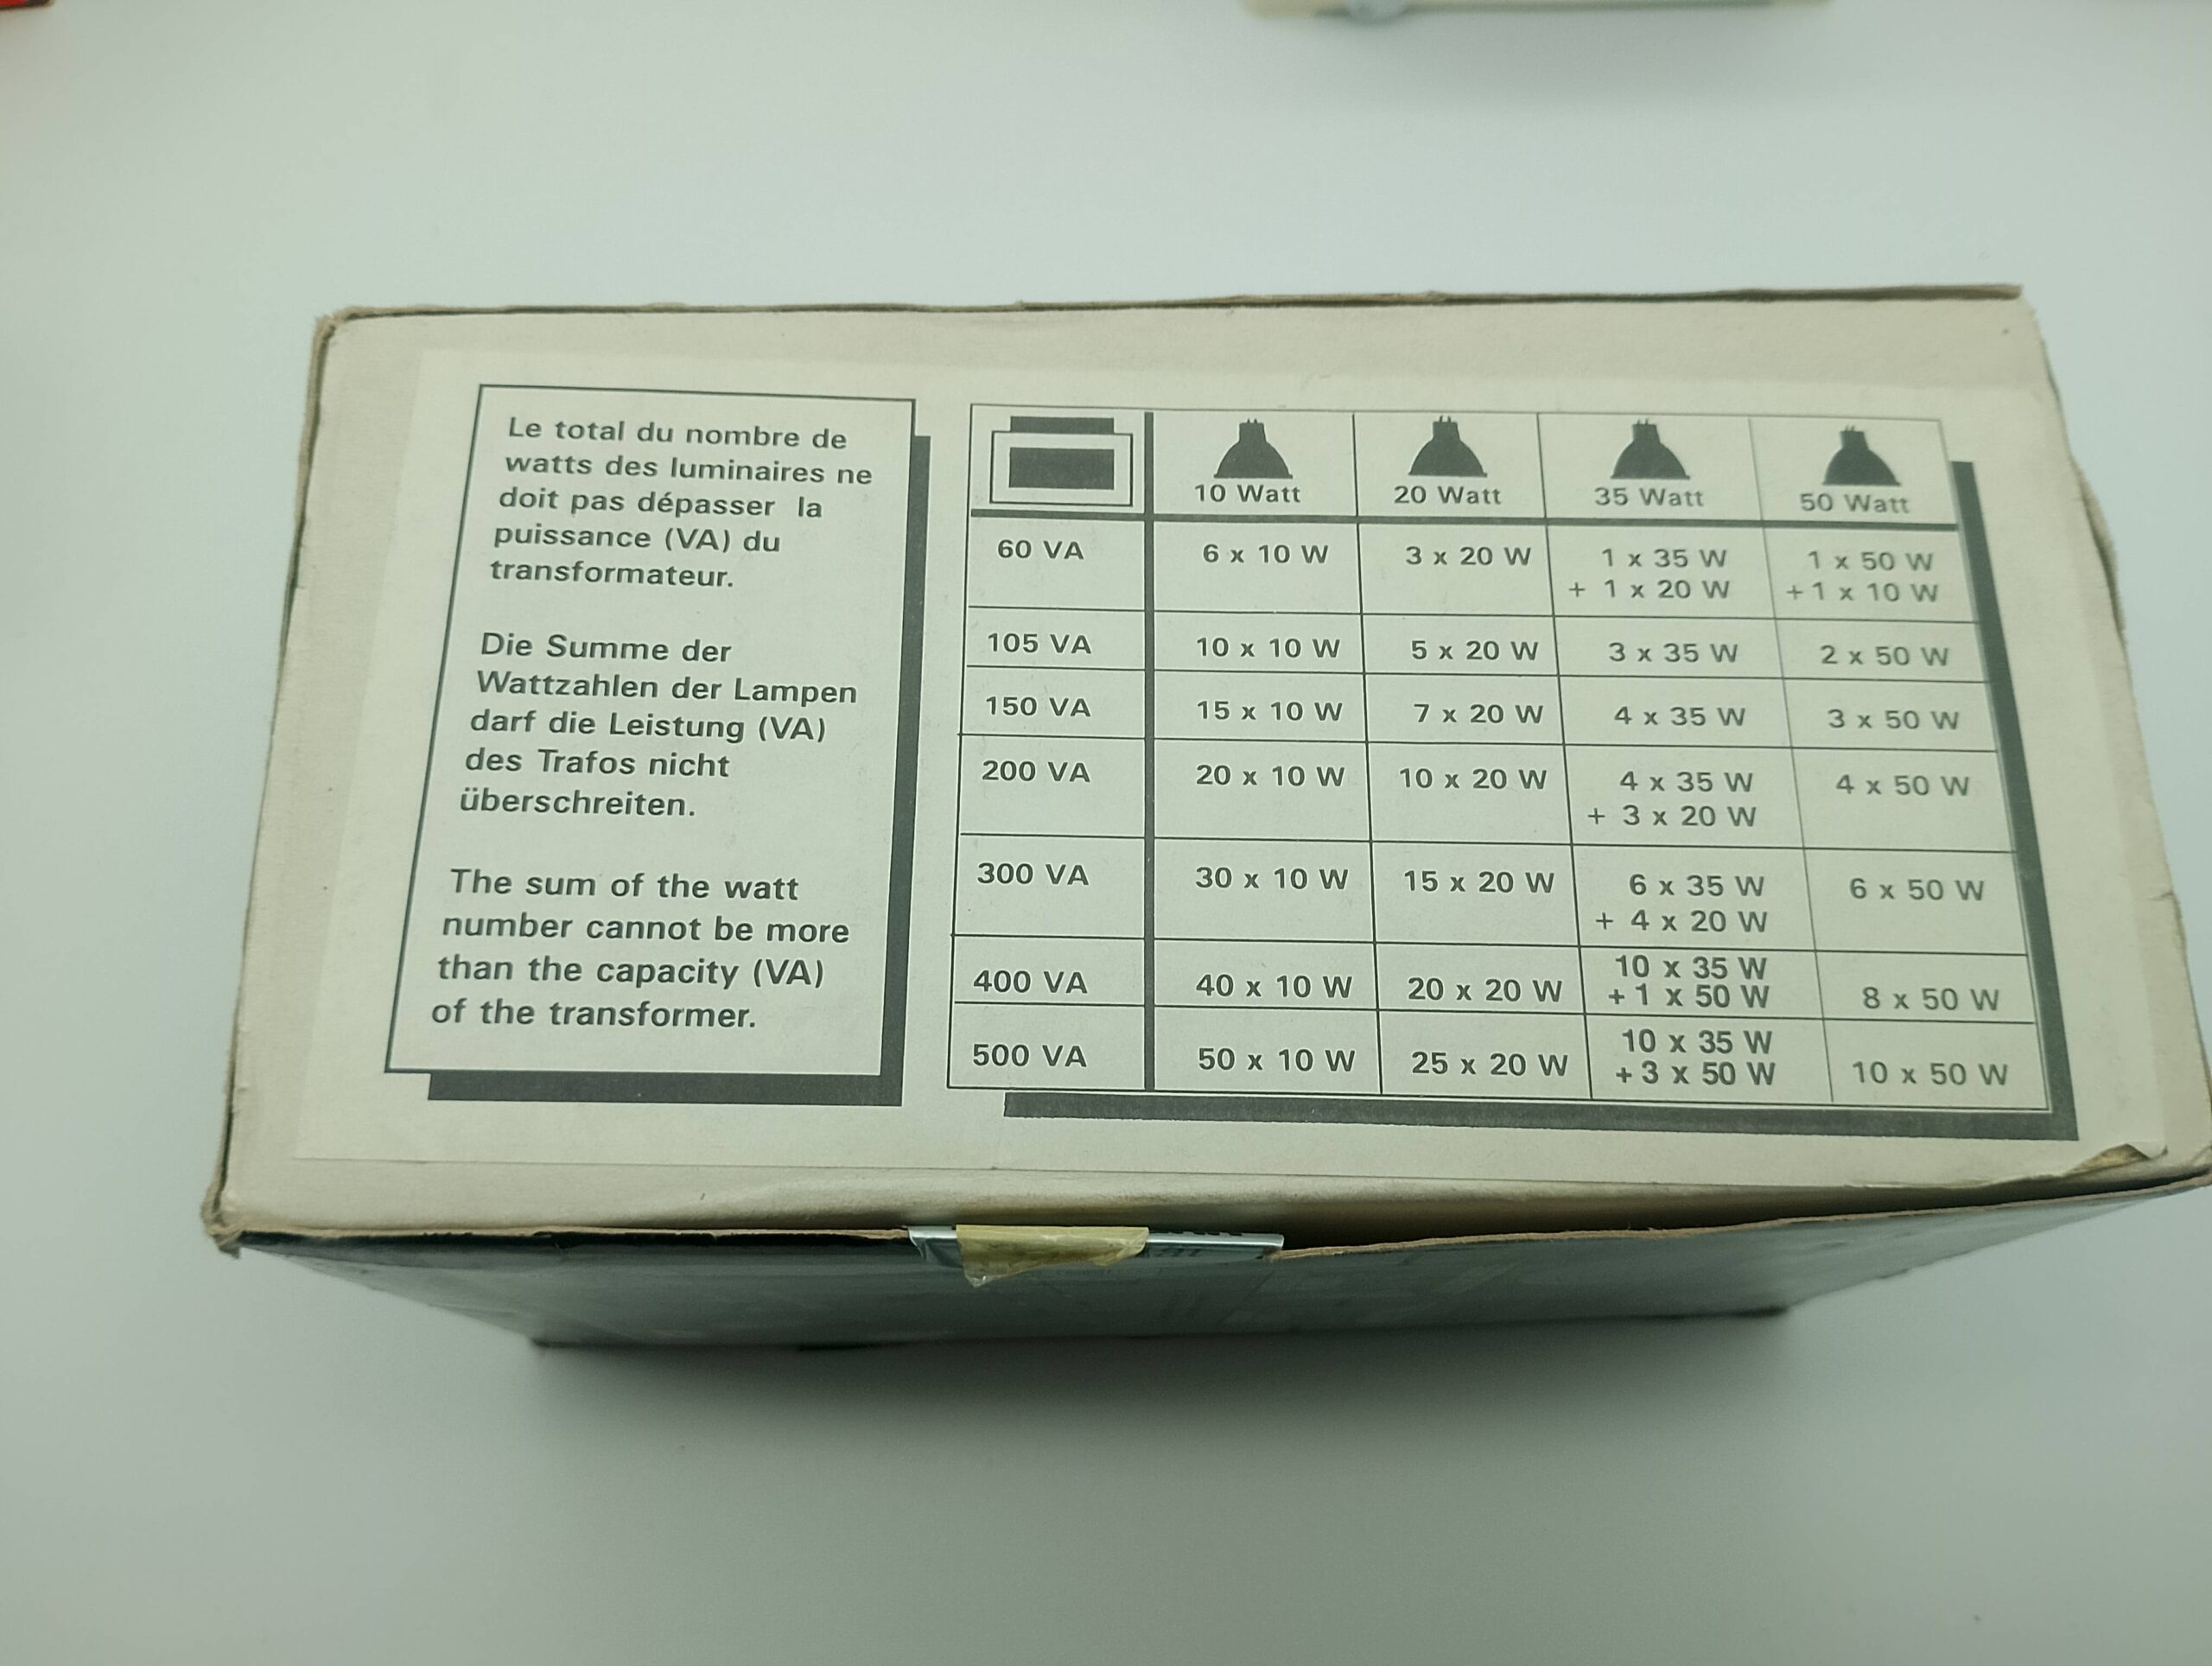 Le total du nombre de
watts des luminaires ne
doit pas dépasser la
puissance (VA) du
transformateur.
Die Summe der
Wattzahlen der Lampen
darf die Leistung (VA)
des Trafos nicht
überschreiten.
The sum of the watt
number cannot be more
than the capacity (VA)
of the transformer.
10 Watt 20 Watt 35 Watt 50 Watt
60 VA 6 x 10 W 3 x 20 W 1 x 35 W 1 x 50 W
+ 1 x 20 W +1 x 10 W
105 VA 10 x 10 W 5 x 20 W 3 x 35 W 2 x 50 W
150 VA 15 x 10 W 7 x 20 W 4 x 35 W 3 x 50 W
200 VA 20 x 10 W 10 x 20 W 4 x 35 W 4 x 50 W
+ 3 x 20 W
300 VA 30 x 10 W 15 x 20 W 6 x 35 W 6 x 50 W
+ 4 x 20 W
400 VA 40 x 10 W 20 x 20 W 10 x 35 W 8 x 50 W
+ 1 x 50 W
500 VA 50 x 10 W 25 x 20 W 10 x 35 W 10 x 50 W
+ 3 x 50 W